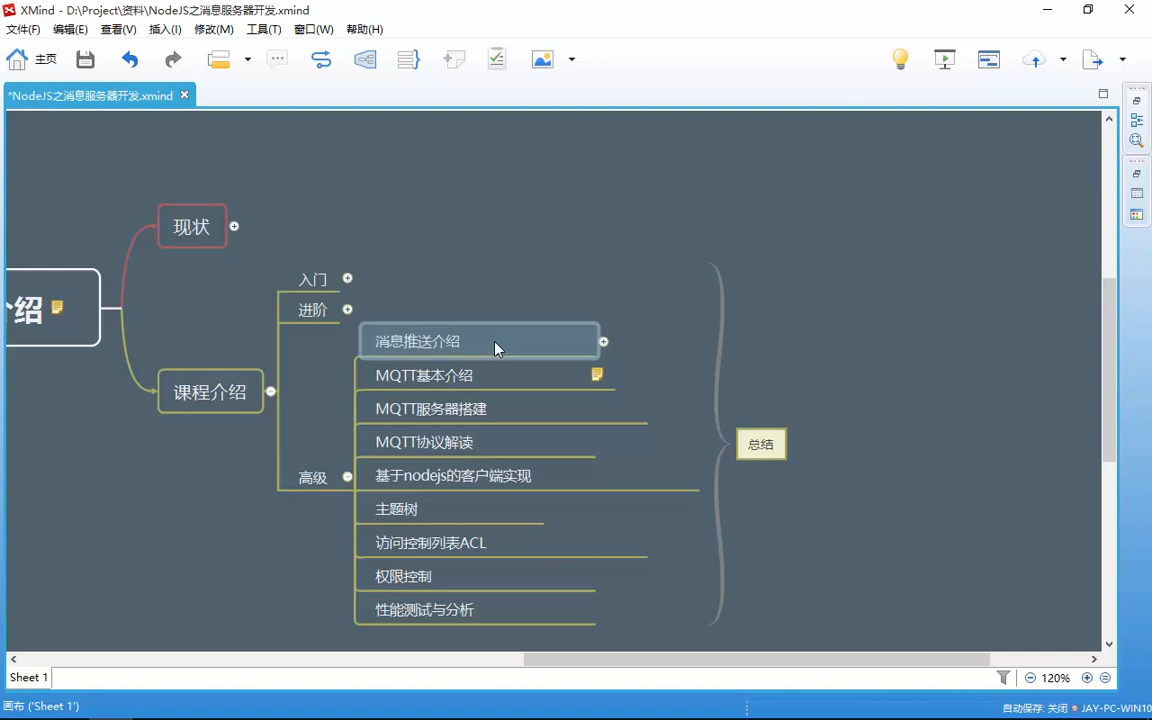 XMind - D:\Project\资料\NodeJS之消息服务器开发.xmind
文件(F) 编辑(E) 查看(V) 插入(I) 修改(M) 工具(T) 窗口(W) 帮助(H)
主页
*NodeJS之消息服务器开发.xmind
现状
入门
进阶
介绍
消息推送介绍
MQTT基本介绍
课程介绍
MQTT服务器搭建
MQTT协议解读
总结
高级
基于nodejs的客户端实现
主题树
访问控制列表ACL
权限控制
性能测试与分析
Sheet 1
120%
画布 ('Sheet 1')
自动保存: 关闭
JAY-PC-WIN10